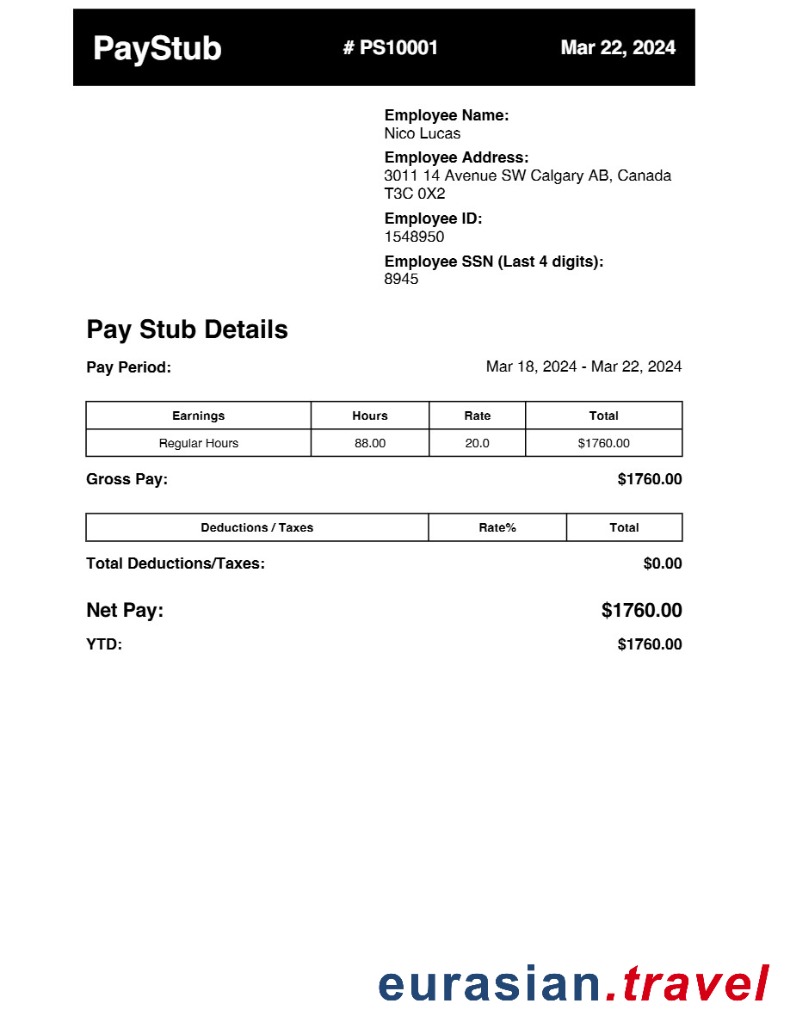 PayStub # PS10001 Mar 22, 2024
Employee Name:
Nico Lucas
Employee Address:
3011 14 Avenue SW Calgary AB, Canada
T3C 0X2
Employee ID:
1548950
Employee SSN (Last 4 digits):
8945
Pay Stub Details
Pay Period: Mar 18, 2024 - Mar 22, 2024
Earnings Hours Rate Total
Regular Hours 88.00 20.0 $1760.00
Gross Pay: $1760.00
Deductions / Taxes Rate% Total
Total Deductions/Taxes: $0.00
Net Pay: $1760.00
YTD: $1760.00
eurasian.travel